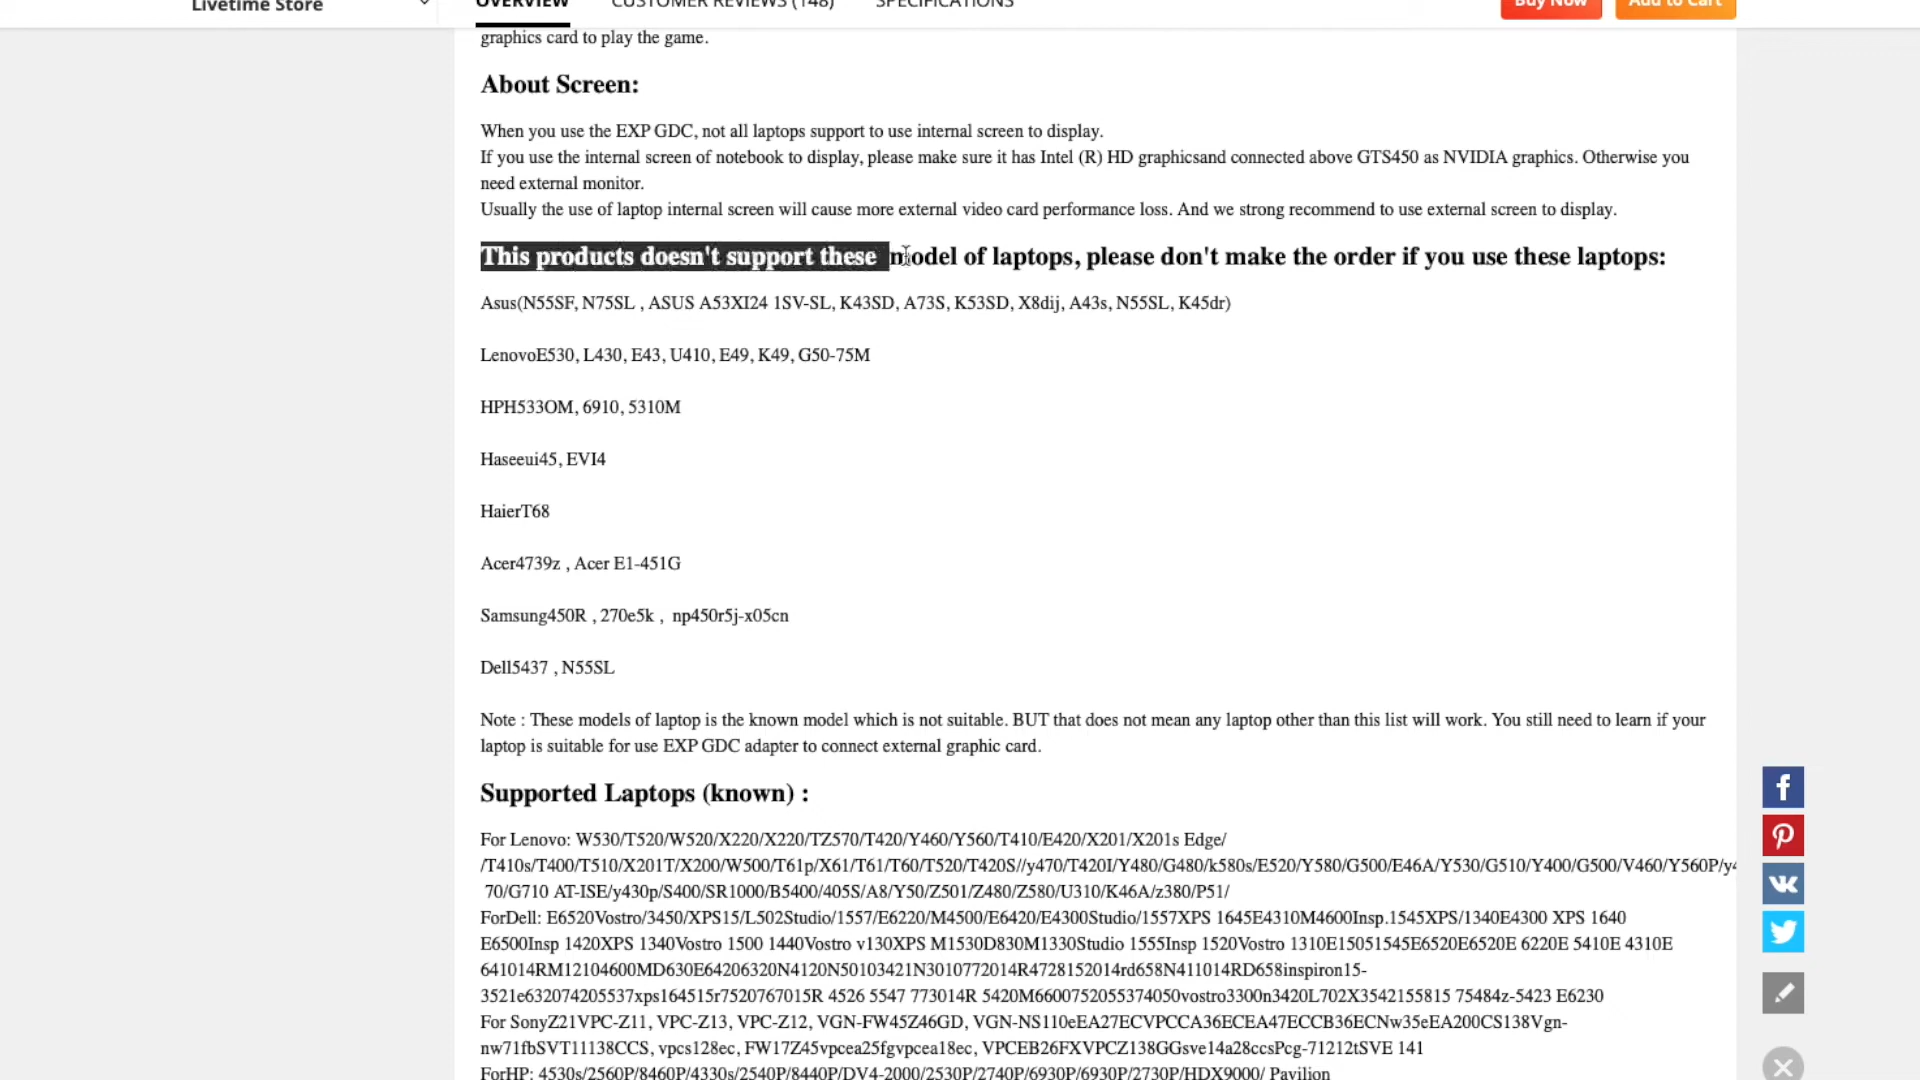 Livetime Store
OVERVIEW
CUSTOMER REVIEWS (148)
SPECIFICATIONS
Buy Now
Add to Cart
graphics card to play the game.
About Screen:
When you use the EXP GDC, not all laptops support to use internal screen to display.
If you use the internal screen of notebook to display, please make sure it has Intel (R) HD graphicsand connected above GTS450 as NVIDIA graphics. Otherwise you
need external monitor.
Usually the use of laptop internal screen will cause more external video card performance loss. And we strong recommend to use external screen to display.
This products doesn't support these model of laptops, please don't make the order if you use these laptops:
Asus(N55SF, N75SL , ASUS A53XI24 1SV-SL, K43SD, A73S, K53SD, X8dij, A43s, N55SL, K45dr)
LenovoE530, L430, E43, U410, E49, K49, G50-75M
HPH533OM, 6910, 5310M
Haseeui45, EVI4
HaierT68
Acer4739z , Acer E1-451G
Samsung450R , 270e5k , np450r5j-x05cn
Dell5437 , N55SL
Note : These models of laptop is the known model which is not suitable. BUT that does not mean any laptop other than this list will work. You still need to learn if your
laptop is suitable for use EXP GDC adapter to connect external graphic card.
Supported Laptops (known) :
For Lenovo: W530/T520/W520/X220/X220/TZ570/T420/Y460/Y560/T410/E420/X201/X201s Edge/
/T410s/T400/T510/X201T/X200/W500/T61p/X61/T61/T60/T520/T420S//y470/T420I/Y480/G480/k580s/E520/Y580/G500/E46A/Y530/G510/Y400/G500/V460/Y560P/y4
70/G710 AT-ISE/y430p/S400/SR1000/B5400/405S/A8/Y50/Z501/Z480/Z580/U310/K46A/z380/P51/
ForDell: E6520Vostro/3450/XPS15/L502Studio/1557/E6220/M4500/E6420/E4300Studio/1557XPS 1645E4310M4600Insp.1545XPS/1340E4300 XPS 1640
E6500Insp 1420XPS 1340Vostro 1500 1440Vostro v130XPS M1530D830M1330Studio 1555Insp 1520Vostro 1310E15051545E6520E6520E 6220E 5410E 4310E
641014RM12104600MD630E64206320N4120N50103421N3010772014R4728152014rd658N411014RD658inspiron15-
3521e632074205537xps164515r7520767015R 4526 5547 773014R 5420M6600752055374050vostro3300n3420L702X3542155815 75484z-5423 E6230
For SonyZ21VPC-Z11, VPC-Z13, VPC-Z12, VGN-FW45Z46GD, VGN-NS110eEA27ECVPCCA36ECEA47ECCB36ECNw35eEA200CS138Vgn-
nw71fbSVT11138CCS, vpcs128ec, FW17Z45vpcea25fgvpcea18ec, VPCEB26FXVPCZ138GGsve14a28ccsPcg-71212tSVE 141
ForHP: 4530s/2560P/8460P/4330s/2540P/8440P/DV4-2000/2530P/2740P/6930P/6930P/2730P/HDX9000/ Pavilion